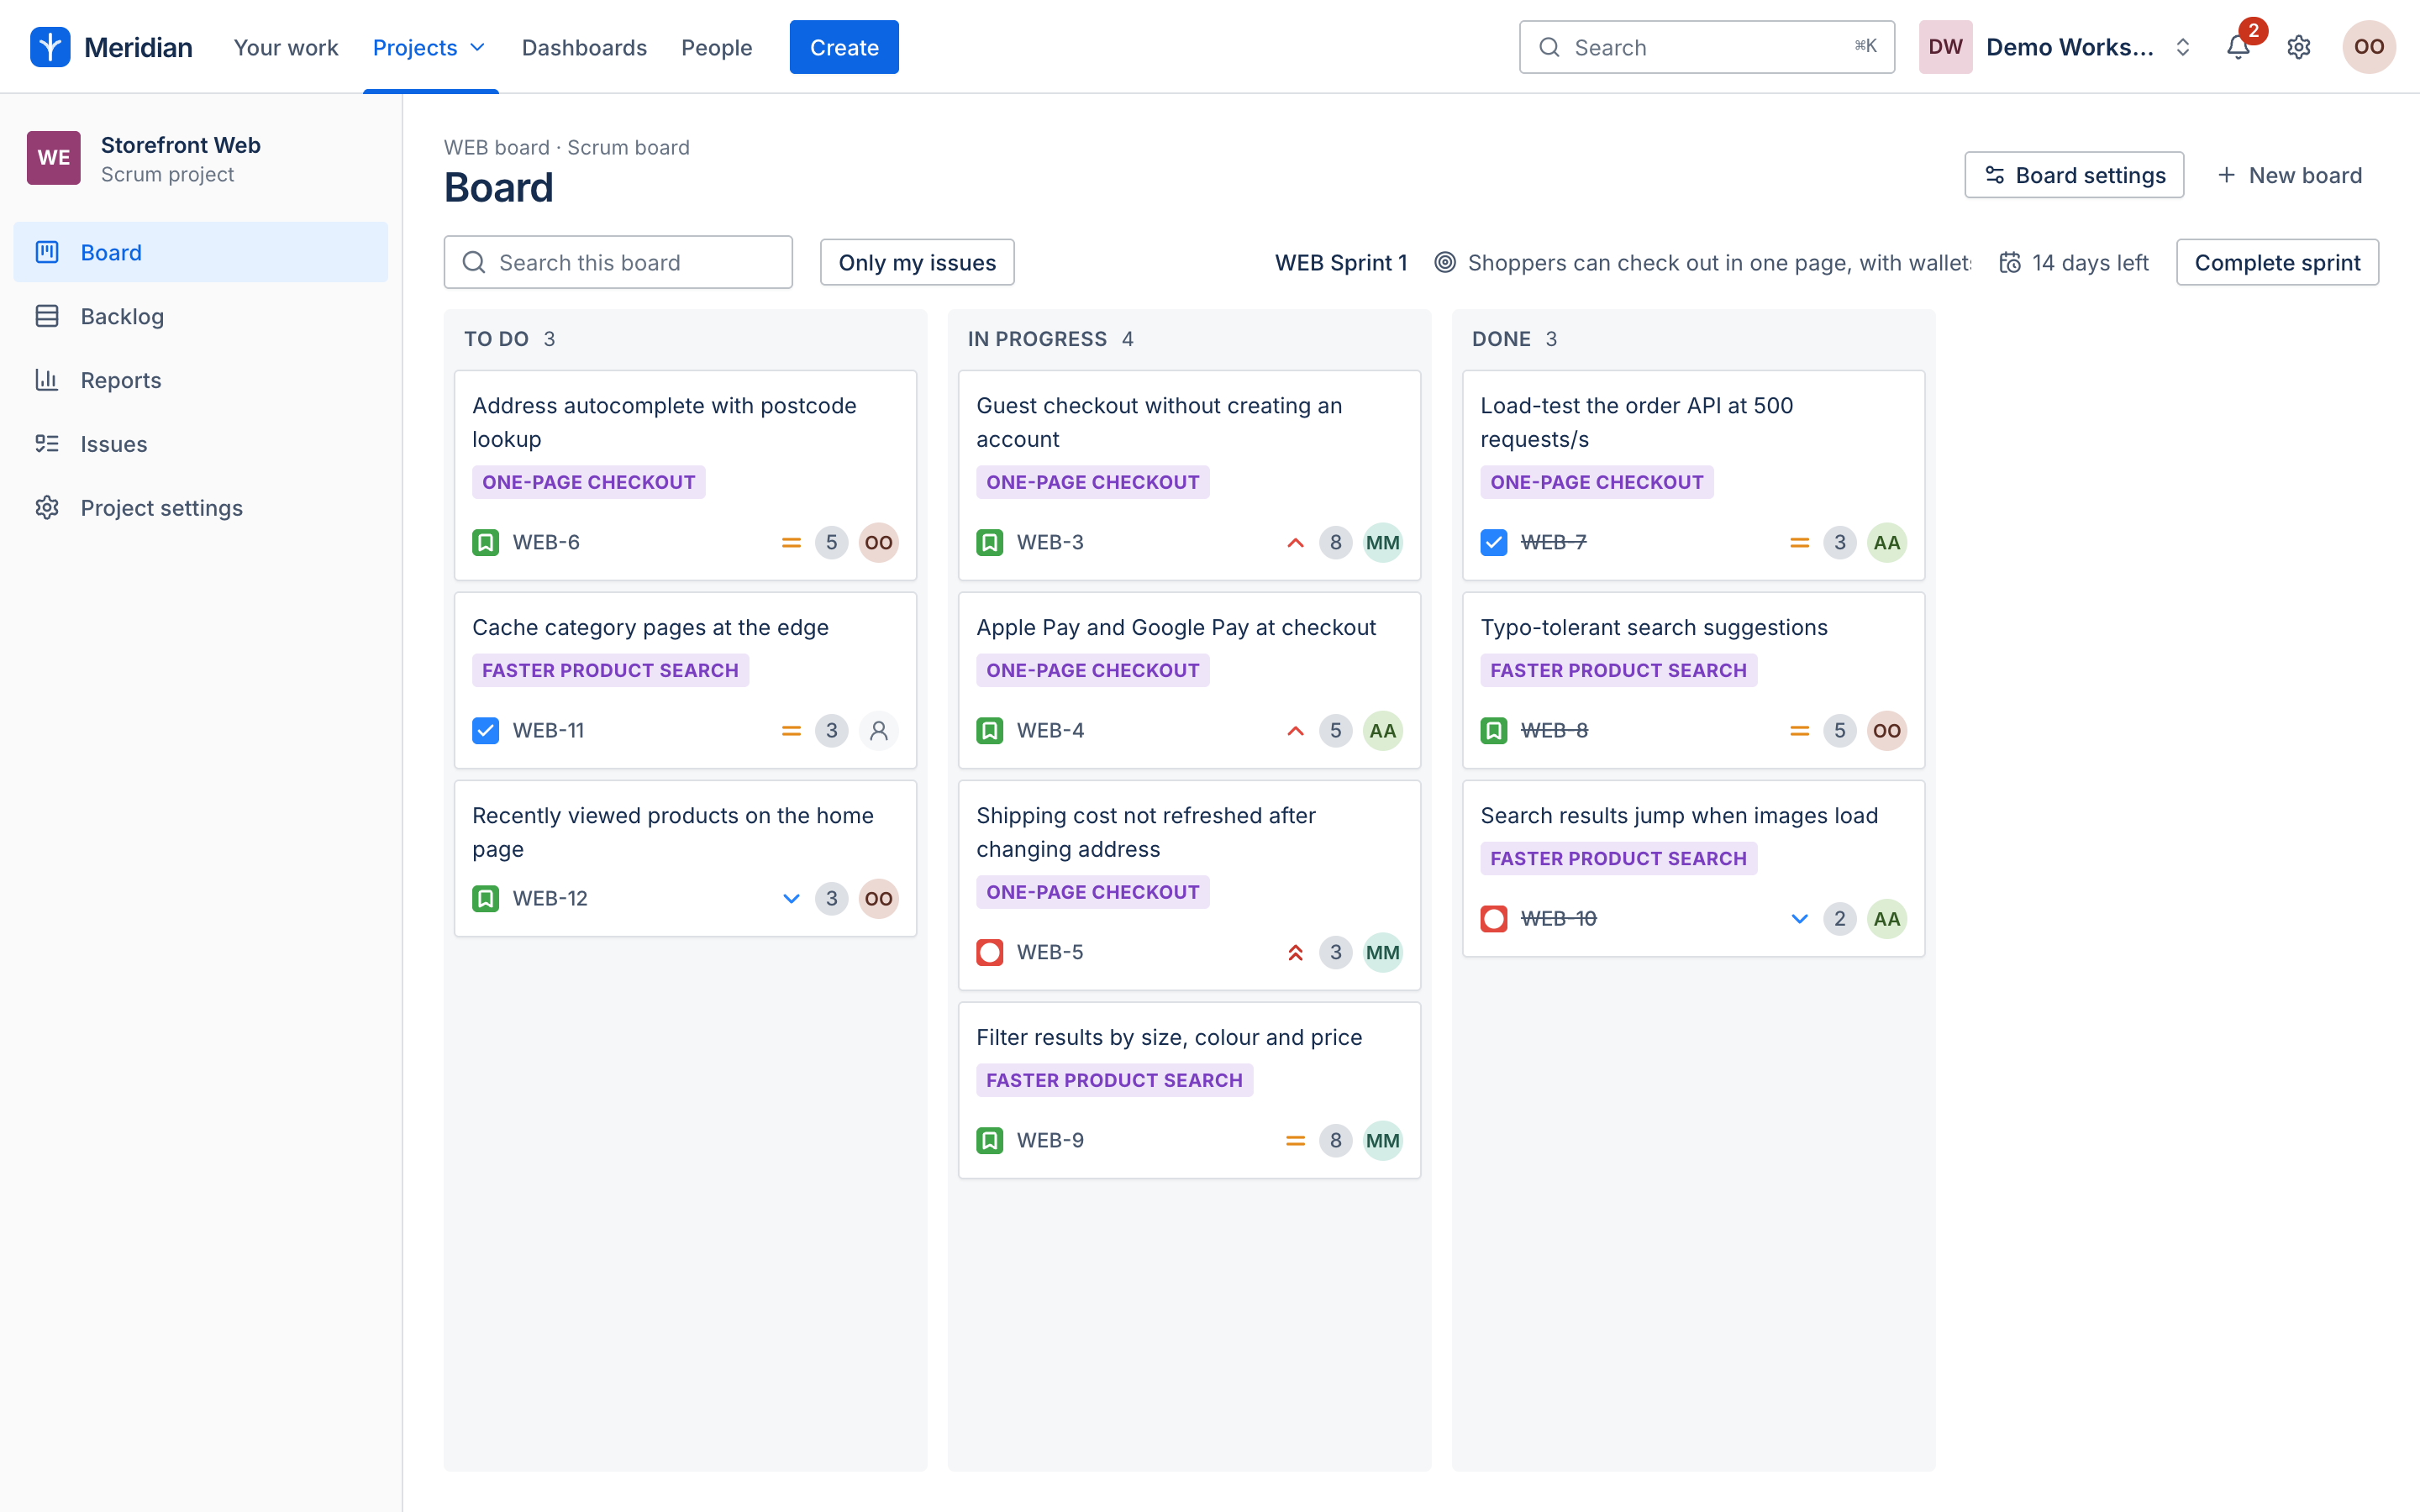 Meridian
Your work
Projects
Dashboards
People
Create
Search
⌘K
DW
Demo Works...
2
OO
WE
Storefront Web
Scrum project
Board
Backlog
Reports
Issues
Project settings
WEB board · Scrum board
Board
Board settings
New board
Search this board
Only my issues
WEB Sprint 1
Shoppers can check out in one page, with wallet
14 days left
Complete sprint
TO DO 3
Address autocomplete with postcode
lookup
ONE-PAGE CHECKOUT
WEB-6
5
OO
Cache category pages at the edge
FASTER PRODUCT SEARCH
WEB-11
3
Recently viewed products on the home
page
WEB-12
3
OO
IN PROGRESS 4
Guest checkout without creating an
account
ONE-PAGE CHECKOUT
WEB-3
8
MM
Apple Pay and Google Pay at checkout
ONE-PAGE CHECKOUT
WEB-4
5
AA
Shipping cost not refreshed after
changing address
ONE-PAGE CHECKOUT
WEB-5
3
MM
Filter results by size, colour and price
FASTER PRODUCT SEARCH
WEB-9
8
MM
DONE 3
Load-test the order API at 500
requests/s
ONE-PAGE CHECKOUT
WEB-7
3
AA
Typo-tolerant search suggestions
FASTER PRODUCT SEARCH
WEB-8
5
OO
Search results jump when images load
FASTER PRODUCT SEARCH
WEB-10
2
AA